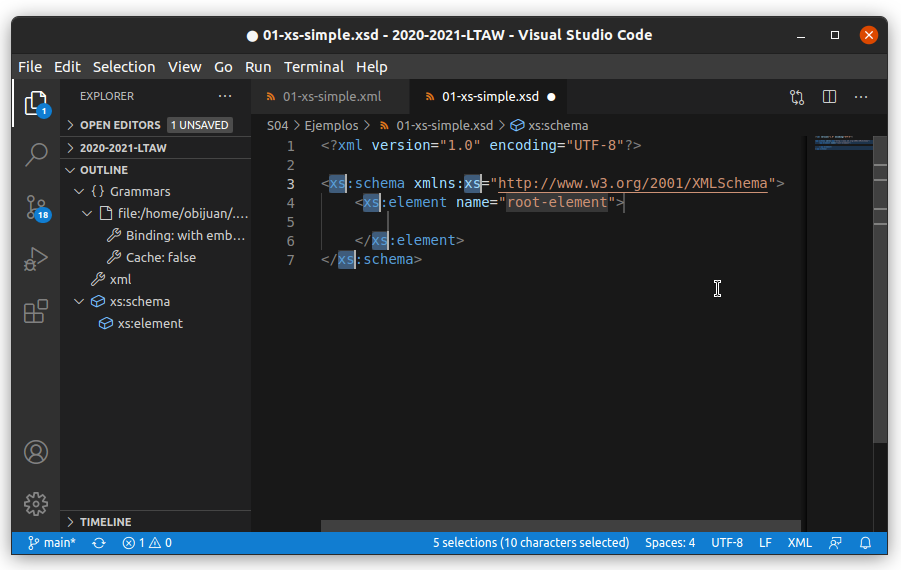 ● 01-xs-simple.xsd - 2020-2021-LTAW - Visual Studio Code
File Edit Selection View Go Run Terminal Help
EXPLORER ···
OPEN EDITORS 1 UNSAVED
2020-2021-LTAW
OUTLINE
{} Grammars
file:/home/obijuan/....
Binding: with emb...
Cache: false
xml
xs:schema
xs:element
TIMELINE
01-xs-simple.xml
01-xs-simple.xsd ●
S04 > Ejemplos > 01-xs-simple.xsd > xs:schema
1 <?xml version="1.0" encoding="UTF-8"?>
2
3 <xs:schema xmlns:xs="http://www.w3.org/2001/XMLSchema">
4 <xs:element name="root-element">
5
6 </xs:element>
7 </xs:schema>
1
18
main* 1 0 5 selections (10 characters selected) Spaces: 4 UTF-8 LF XML